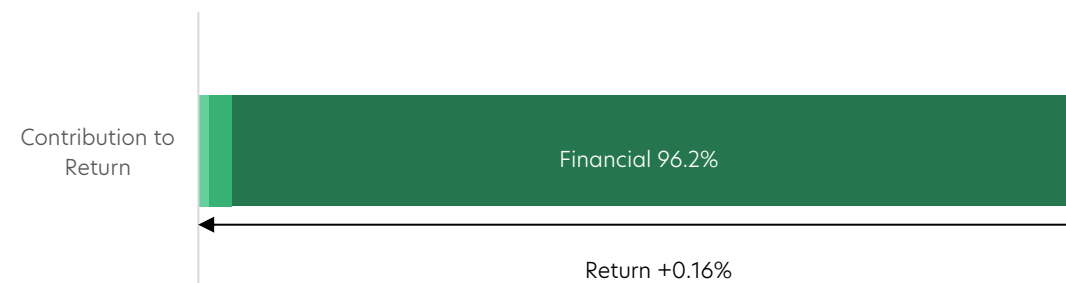 Contribution to
Return
Financial 96.2%
Return +0.16%